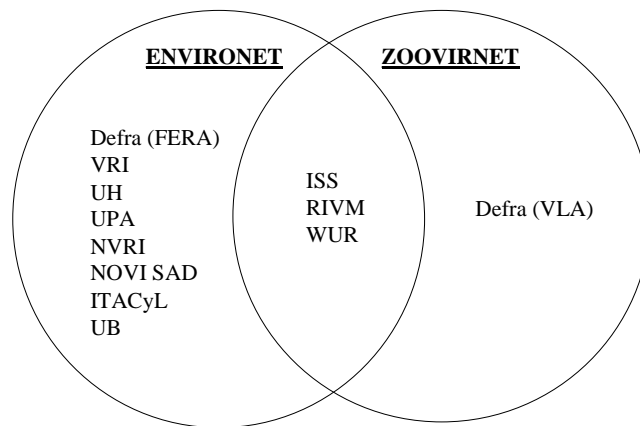 ENVIRONET
ZOOVIRNET
Defra (FERA)
VRI
UH
UPA
NVRI
NOVI SAD
ITACyL
UB
ISS
RIVM
WUR
Defra (VLA)